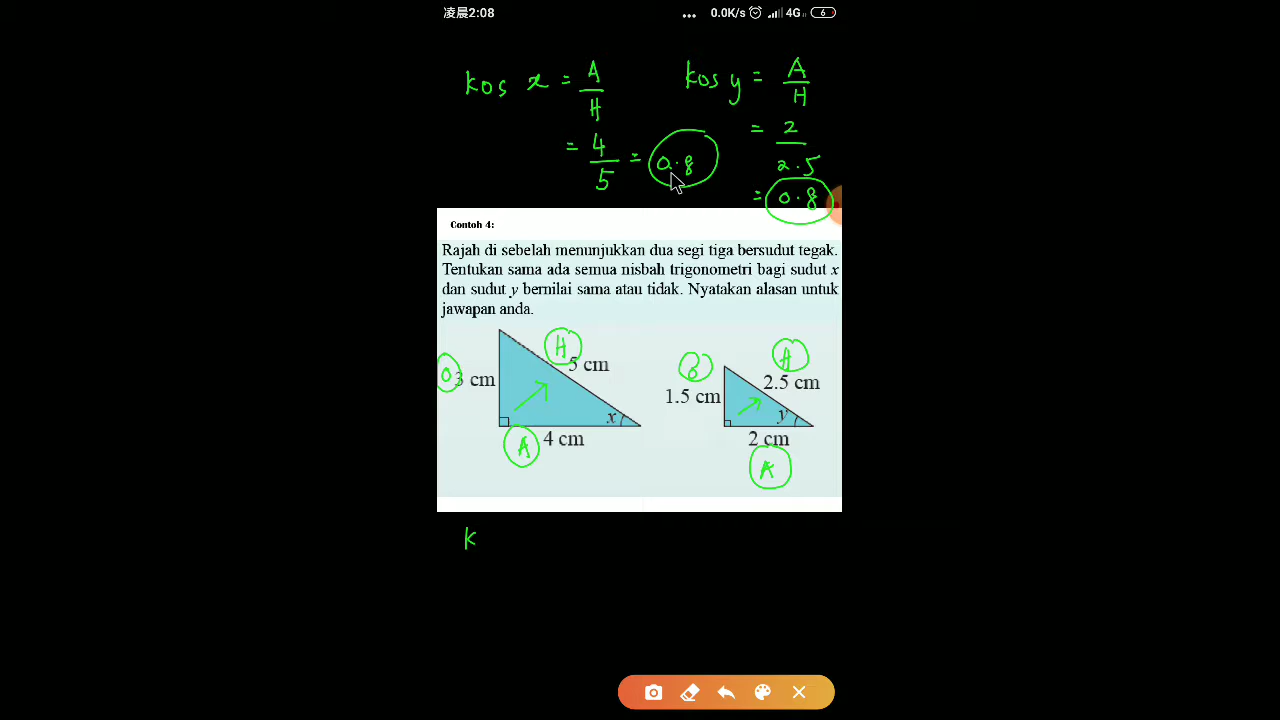 凌晨2:08
... 0.0K/s 4G 6
kos x = A/H
= 4/5 = 0.8
kos y = A/H
= 2/2.5
= 0.8
Contoh 4:
Rajah di sebelah menunjukkan dua segi tiga bersudut tegak.
Tentukan sama ada semua nisbah trigonometri bagi sudut x
dan sudut y bernilai sama atau tidak. Nyatakan alasan untuk
jawapan anda.
O 3 cm
H 5 cm
x
A 4 cm
1.5 cm
H 2.5 cm
y
2 cm
A
K